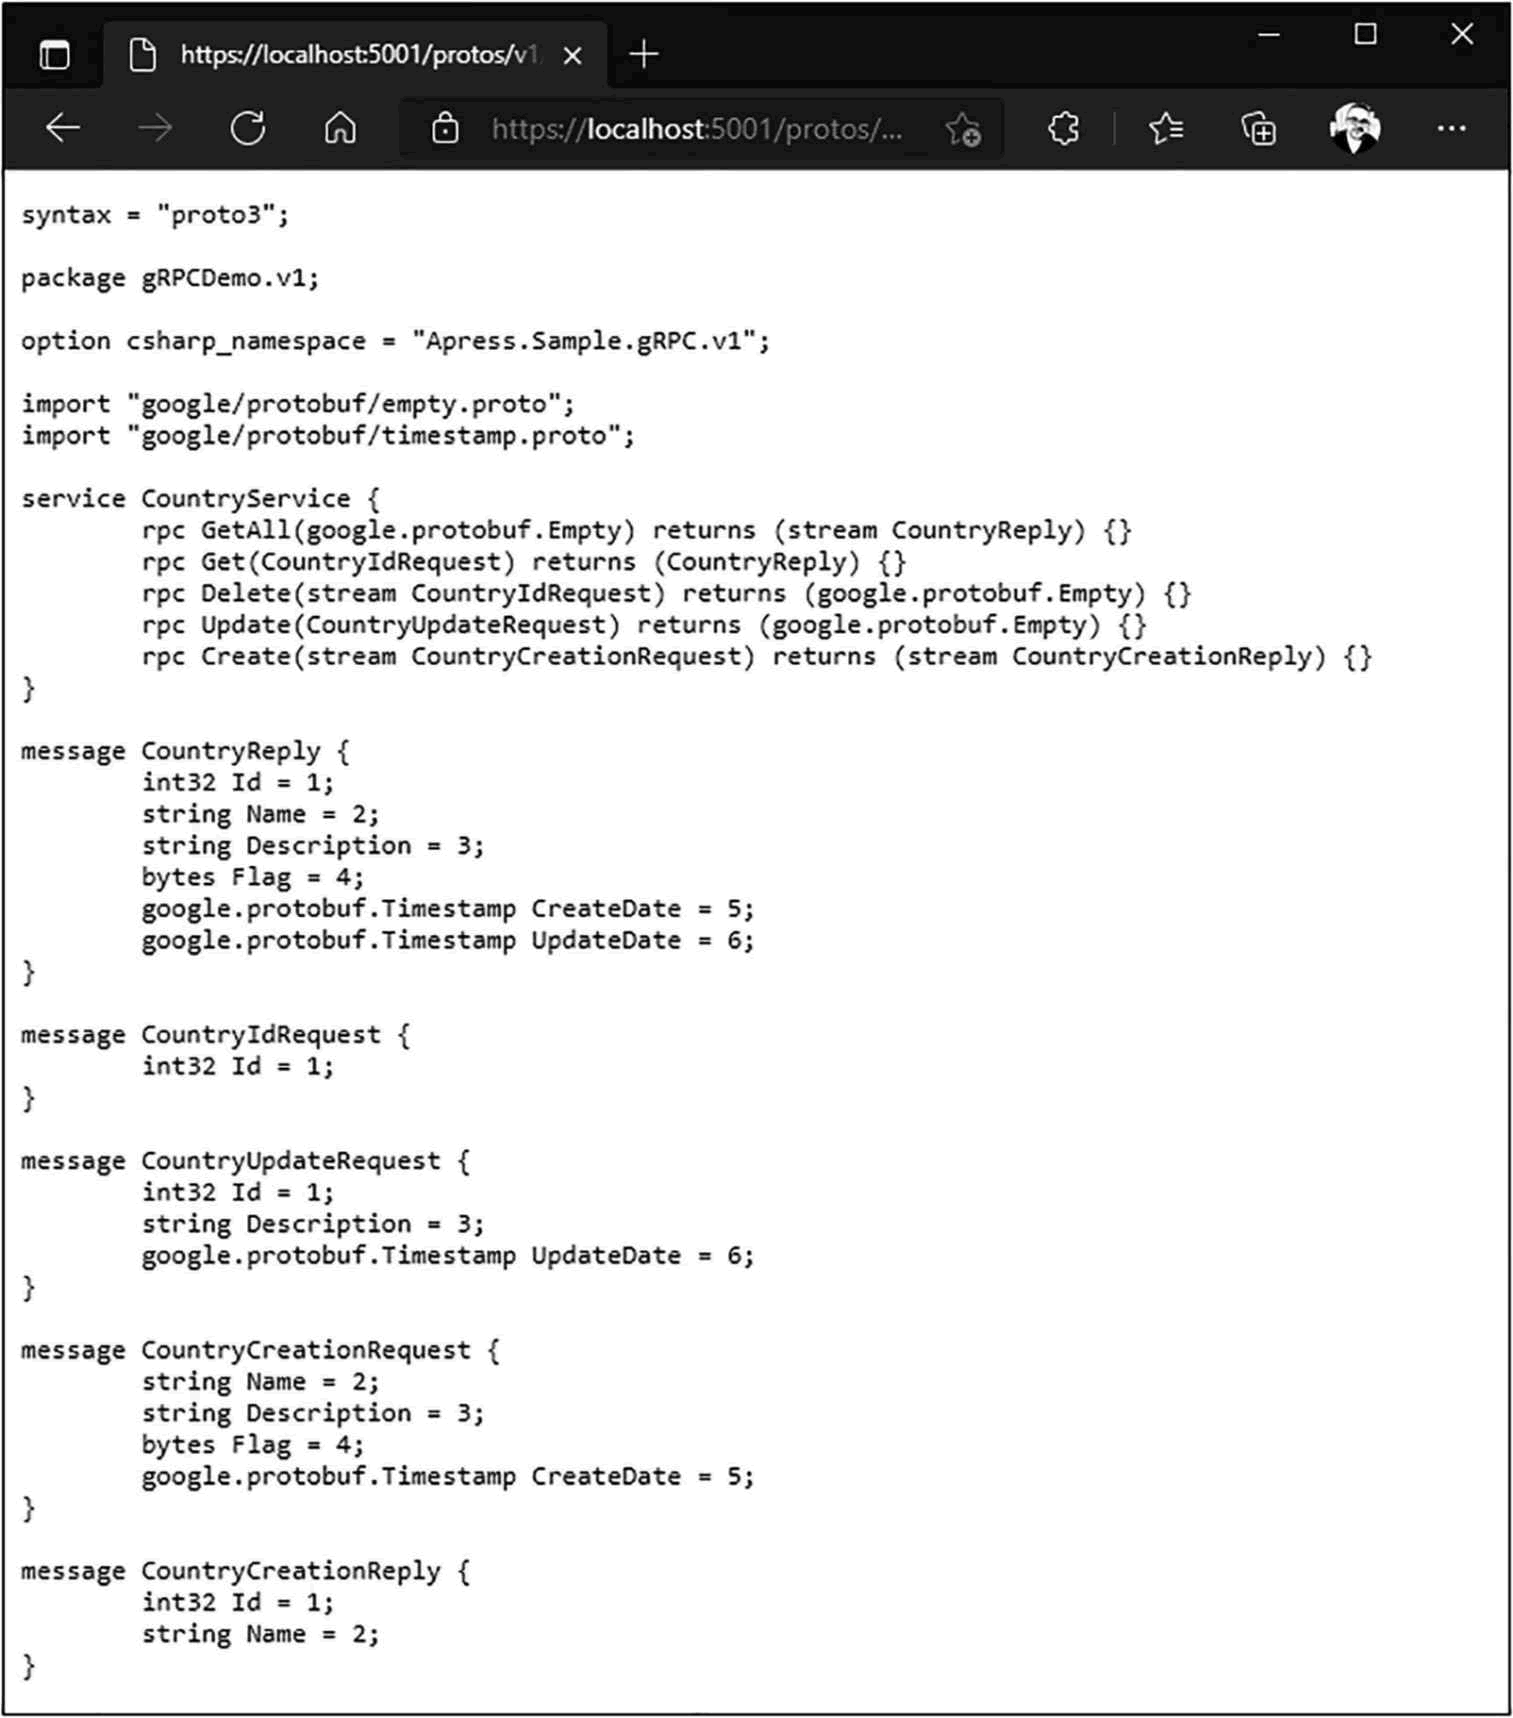 https://localhost:5001/protos/v1
https://localhost:5001/protos/...
syntax = "proto3";
package gRPCDemo.v1;
option csharp_namespace = "Apress.Sample.gRPC.v1";
import "google/protobuf/empty.proto";
import "google/protobuf/timestamp.proto";
service CountryService {
rpc GetAll(google.protobuf.Empty) returns (stream CountryReply) {}
rpc Get(CountryIdRequest) returns (CountryReply) {}
rpc Delete(stream CountryIdRequest) returns (google.protobuf.Empty) {}
rpc Update(CountryUpdateRequest) returns (google.protobuf.Empty) {}
rpc Create(stream CountryCreationRequest) returns (stream CountryCreationReply) {}
}
message CountryReply {
int32 Id = 1;
string Name = 2;
string Description = 3;
bytes Flag = 4;
google.protobuf.Timestamp CreateDate = 5;
google.protobuf.Timestamp UpdateDate = 6;
}
message CountryIdRequest {
int32 Id = 1;
}
message CountryUpdateRequest {
int32 Id = 1;
string Description = 3;
google.protobuf.Timestamp UpdateDate = 6;
}
message CountryCreationRequest {
string Name = 2;
string Description = 3;
bytes Flag = 4;
google.protobuf.Timestamp CreateDate = 5;
}
message CountryCreationReply {
int32 Id = 1;
string Name = 2;
}